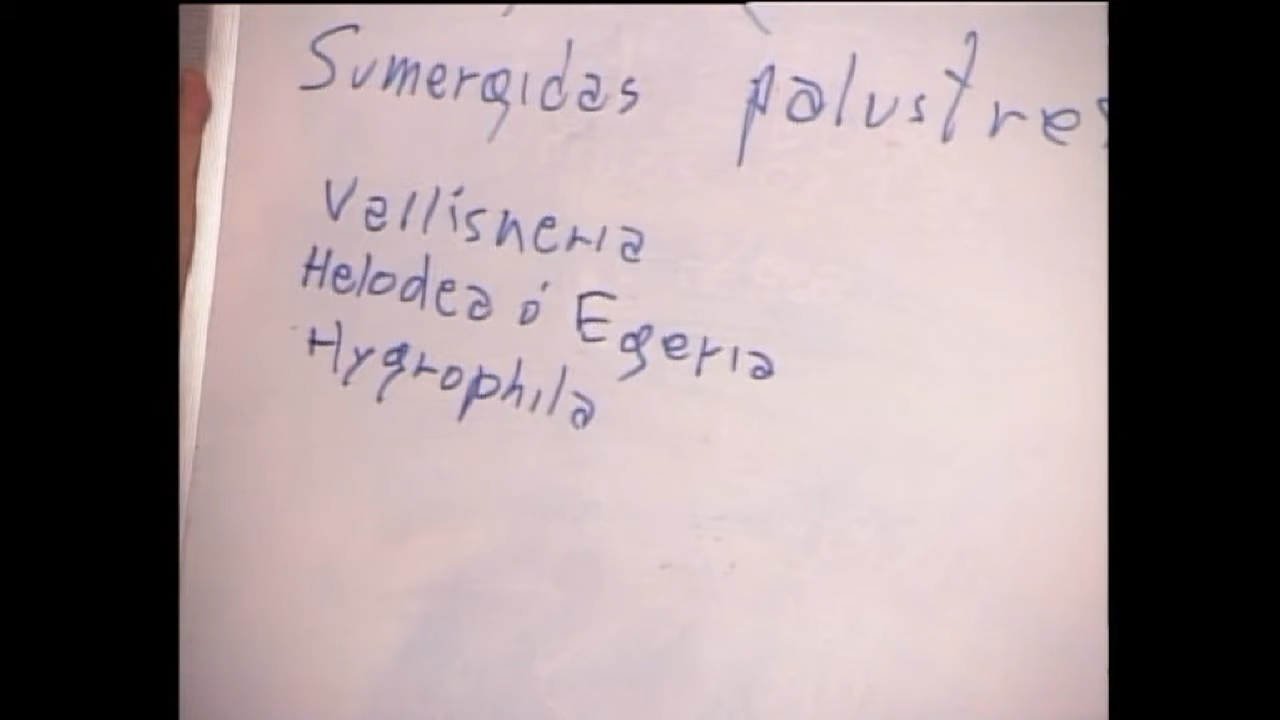 Sumergidas palustres
Vallisneria
Helodea ó Egeria
Hygrophila